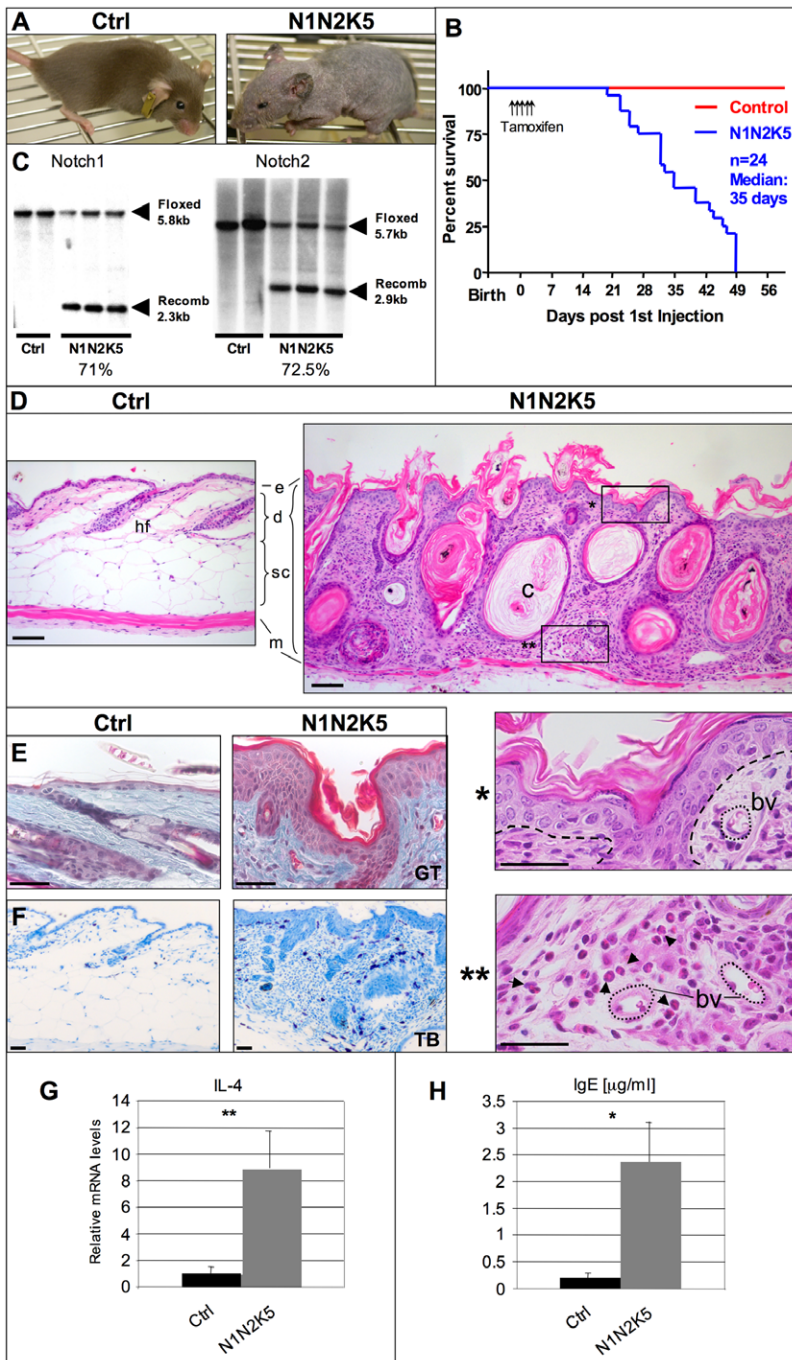 A
Ctrl
N1N2K5
B
100
75
50
25
0
Percent survival
Tamoxifen
Control
N1N2K5
n=24
Median:
35 days
Birth
0 7 14 21 28 35 42 49 56
Days post 1st Injection
C
Notch1
Notch2
Floxed
5.8kb
Recomb
2.3kb
Floxed
5.7kb
Recomb
2.9kb
Ctrl
N1N2K5
71%
Ctrl
N1N2K5
72.5%
D
Ctrl
N1N2K5
hf
e
d
sc
m
*
C
**
Ctrl
N1N2K5
E
GT
F
TB
*
bv
**
bv
G
IL-4
**
Relative mRNA levels
14
12
10
8
6
4
2
0
Ctrl
N1N2K5
H
IgE [µg/ml]
*
3.5
3
2.5
2
1.5
1
0.5
0
Ctrl
N1N2K5